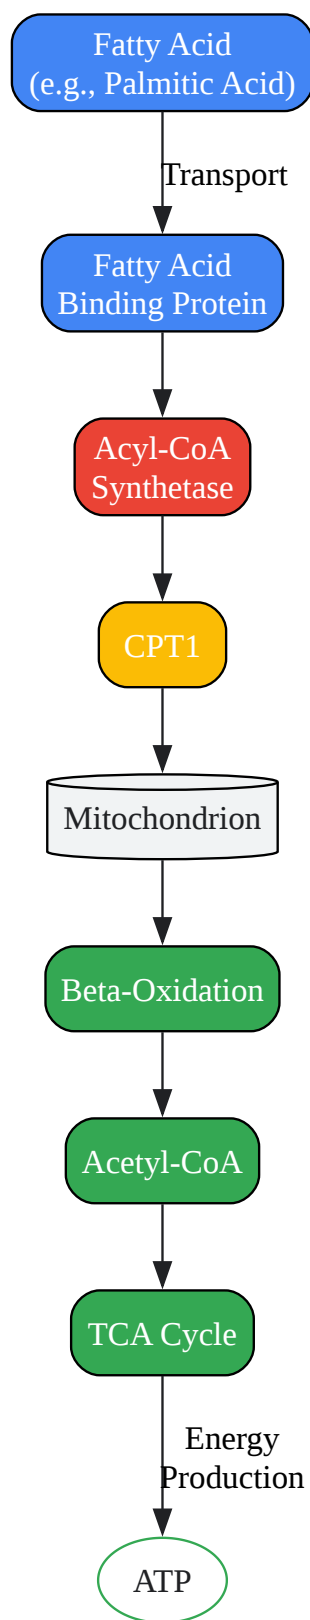 Fatty Acid
(e.g., Palmitic Acid)
Transport
Fatty Acid
Binding Protein
Acyl-CoA
Synthetase
CPT1
Mitochondrion
Beta-Oxidation
Acetyl-CoA
TCA Cycle
Energy
Production
ATP